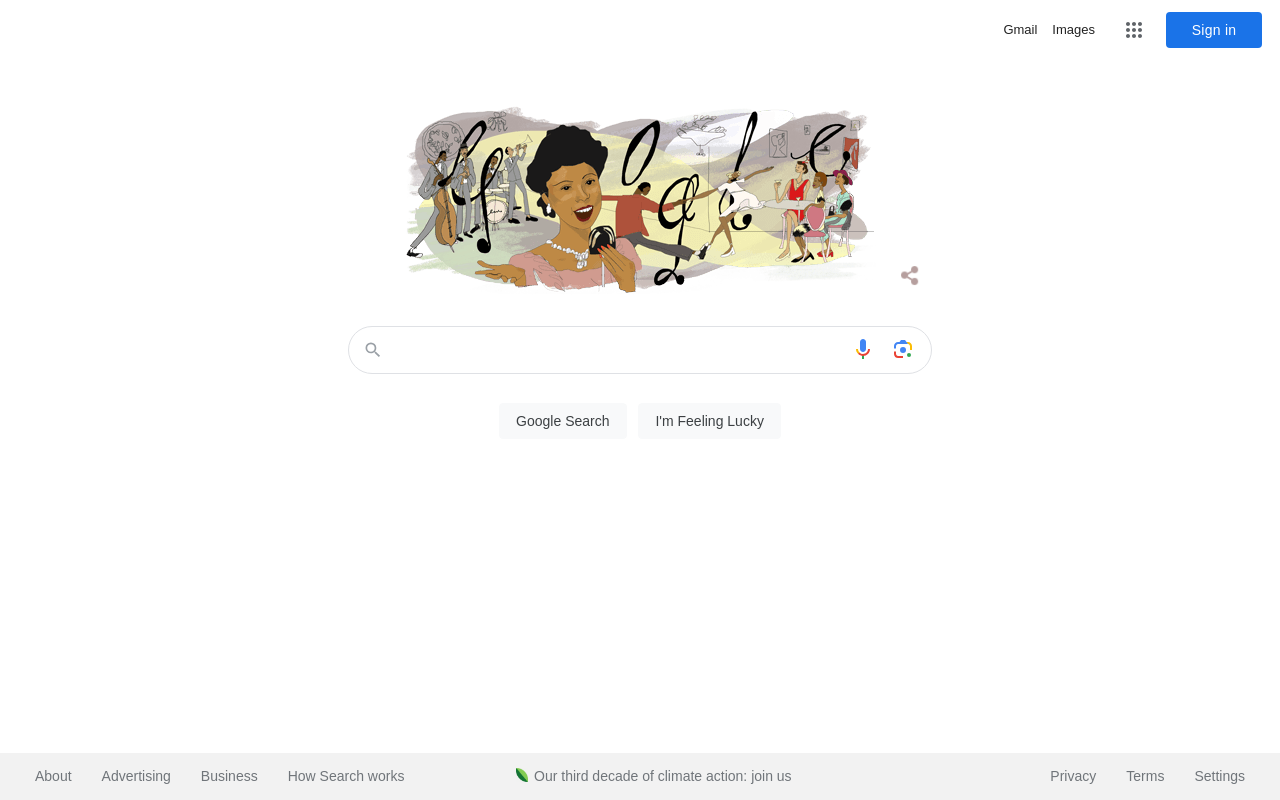 Gmail Images Sign in
Google
Google Search I'm Feeling Lucky
About Advertising Business How Search works Our third decade of climate action: join us Privacy Terms Settings